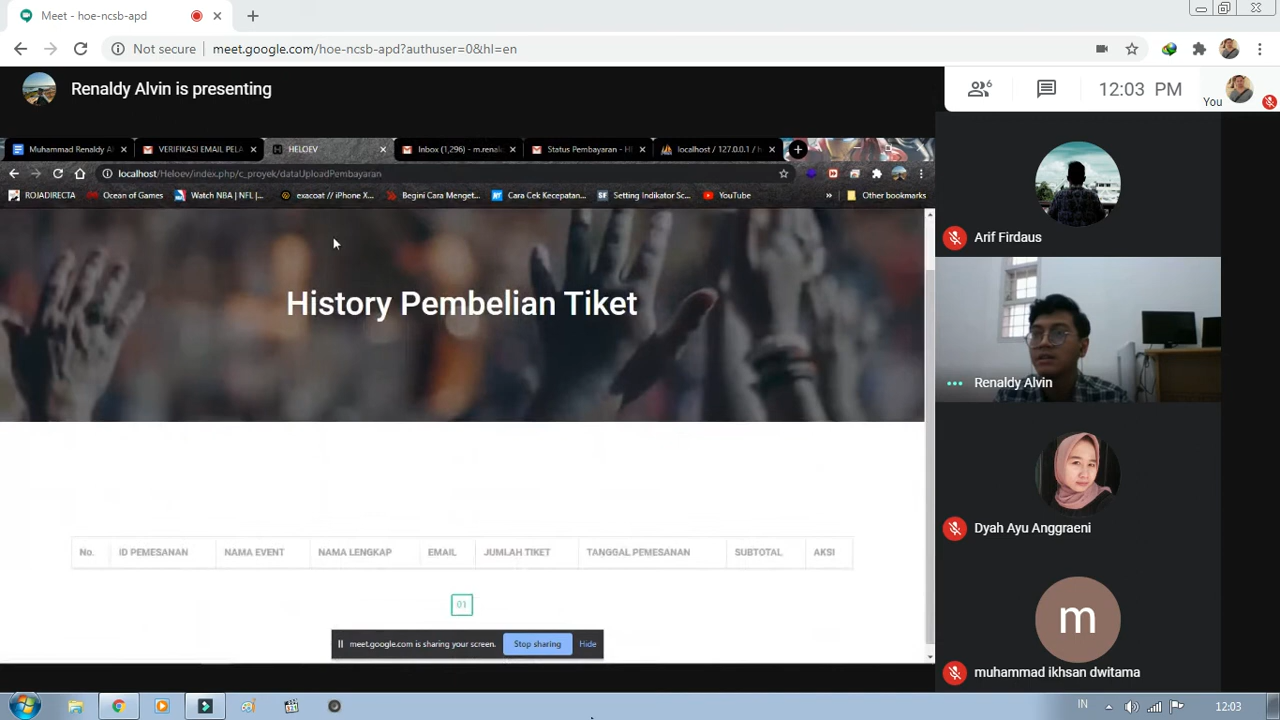 Meet - hoe-ncsb-apd
Not secure
meet.google.com/hoe-ncsb-apd?authuser=0&hl=en
Renaldy Alvin is presenting
6
12:03 PM
You
Muhammad Renaldy A
VERIFIKASI EMAIL PELA
HELOEV
Inbox (1,296) - m.rena
Status Pembayaran - H
localhost / 127.0.0.1 / h
localhost/Heloev/index.php/c_proyek/dataUploadPembayaran
ROJADIRECTA
Ocean of Games
Watch NBA | NFL |...
exacoat // iPhone X...
Begini Cara Menget...
Cara Cek Kecepatan...
Setting Indikator Sc...
YouTube
»
Other bookmarks
History Pembelian Tiket
No.
ID PEMESANAN
NAMA EVENT
NAMA LENGKAP
EMAIL
JUMLAH TIKET
TANGGAL PEMESANAN
SUBTOTAL
AKSI
01
meet.google.com is sharing your screen.
Stop sharing
Hide
Arif Firdaus
Renaldy Alvin
Dyah Ayu Anggraeni
m
muhammad ikhsan dwitama
IN
12:03